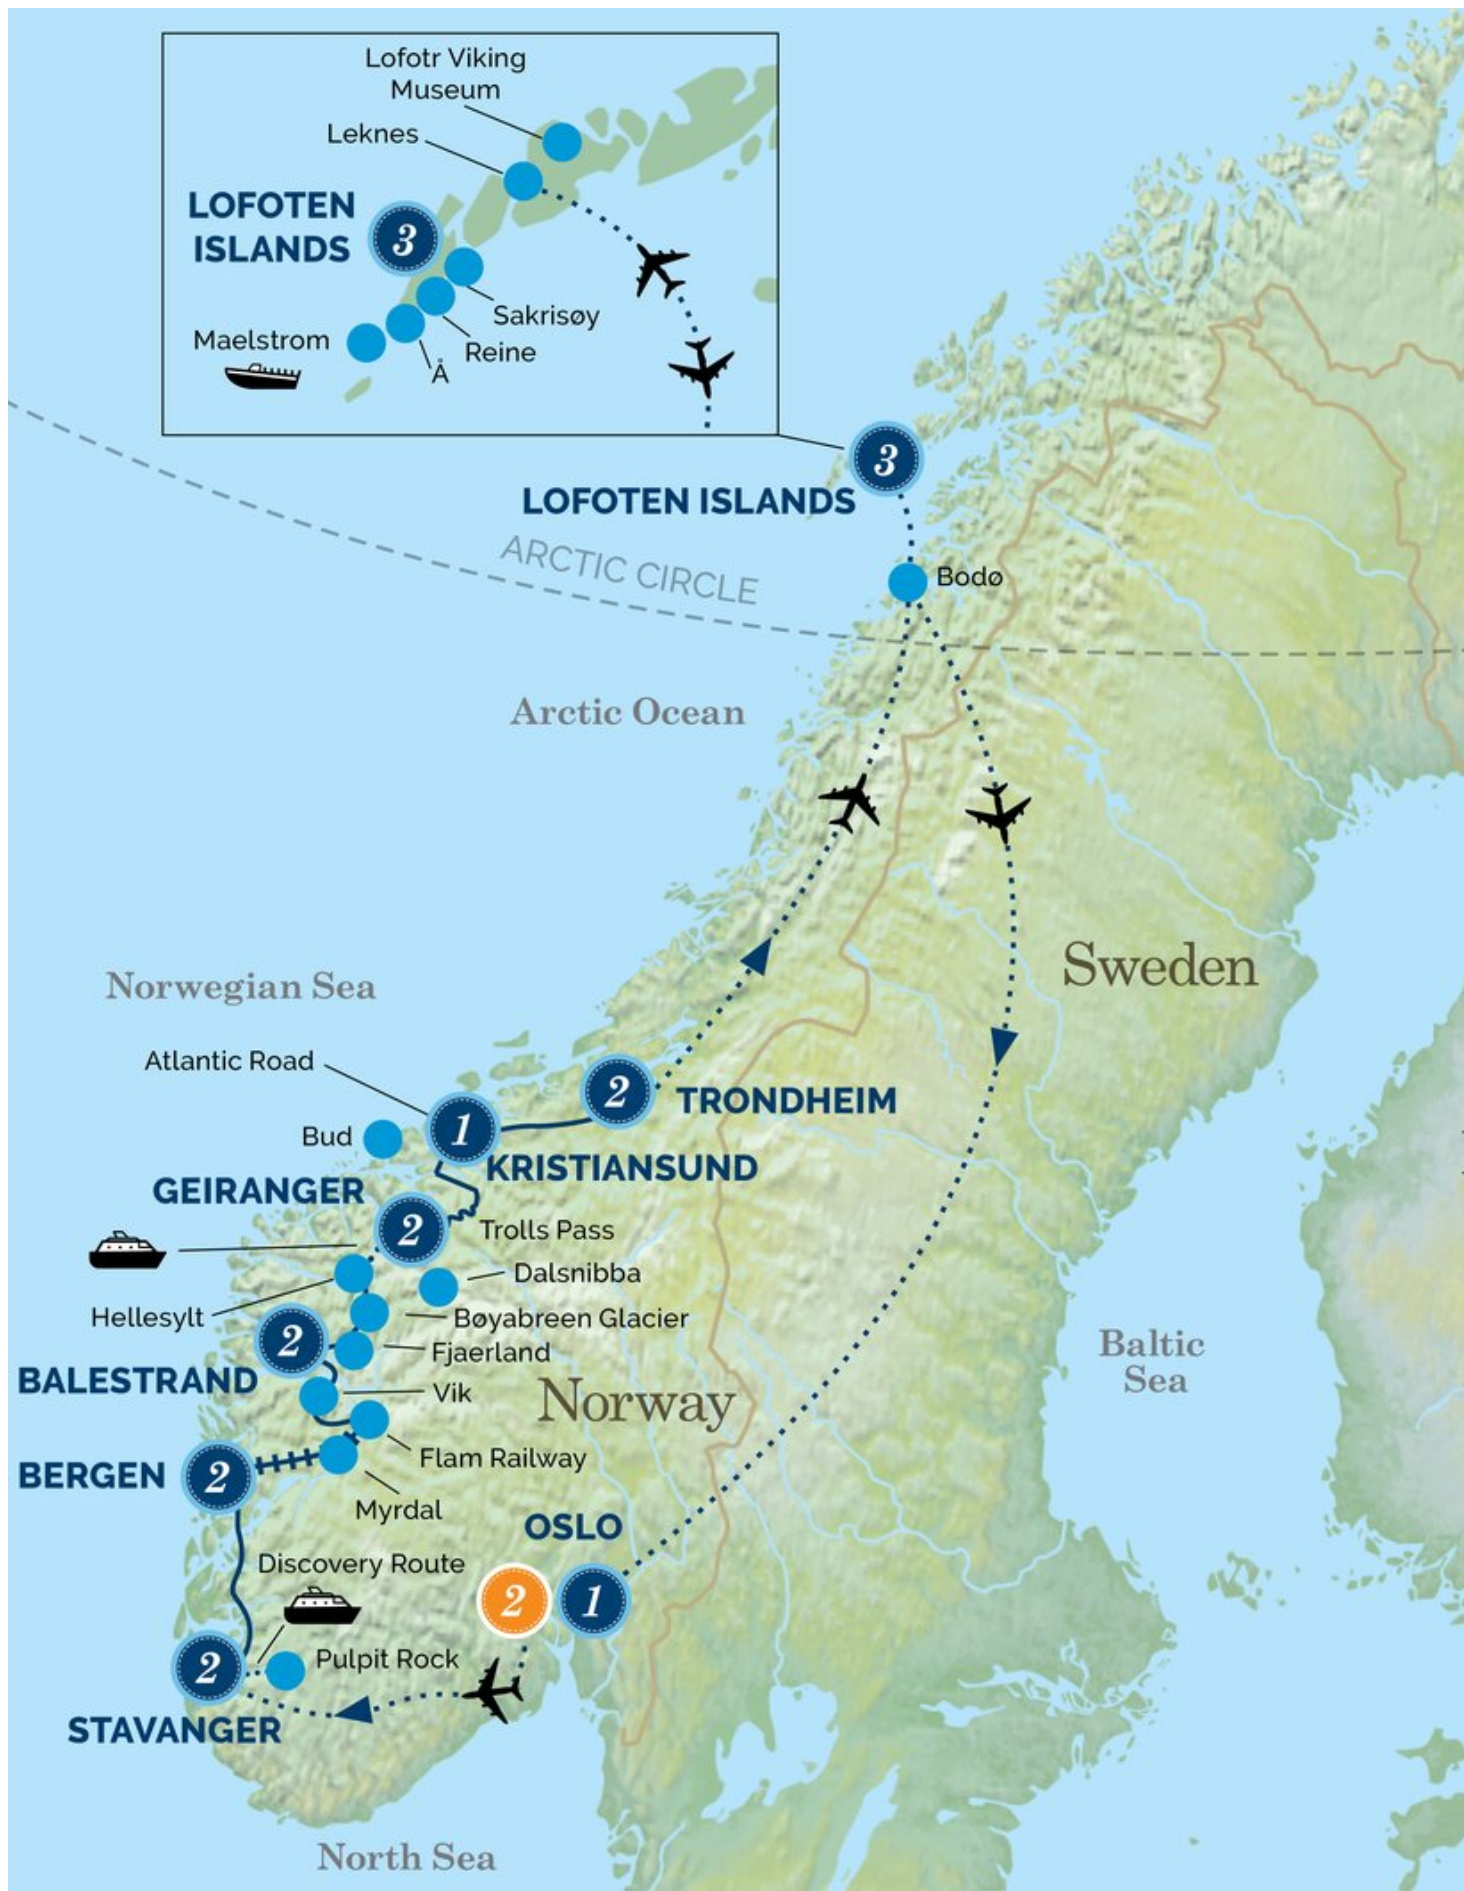 Lofotr Viking
Museum
Leknes
LOFOTEN
ISLANDS
3
Sakrisøy
Maelstrom
Reine
Å
3
LOFOTEN ISLANDS
ARCTIC CIRCLE
Bodø
Arctic Ocean
Sweden
Norwegian Sea
Atlantic Road
2
TRONDHEIM
1
Bud
KRISTIANSUND
GEIRANGER
2
Trolls Pass
Dalsnibba
Hellesylt
Bøyabreen Glacier
2
Fjaerland
Baltic
Sea
BALESTRAND
Vik
Norway
Flam Railway
BERGEN
2
Myrdal
OSLO
Discovery Route
2
1
2
Pulpit Rock
STAVANGER
North Sea